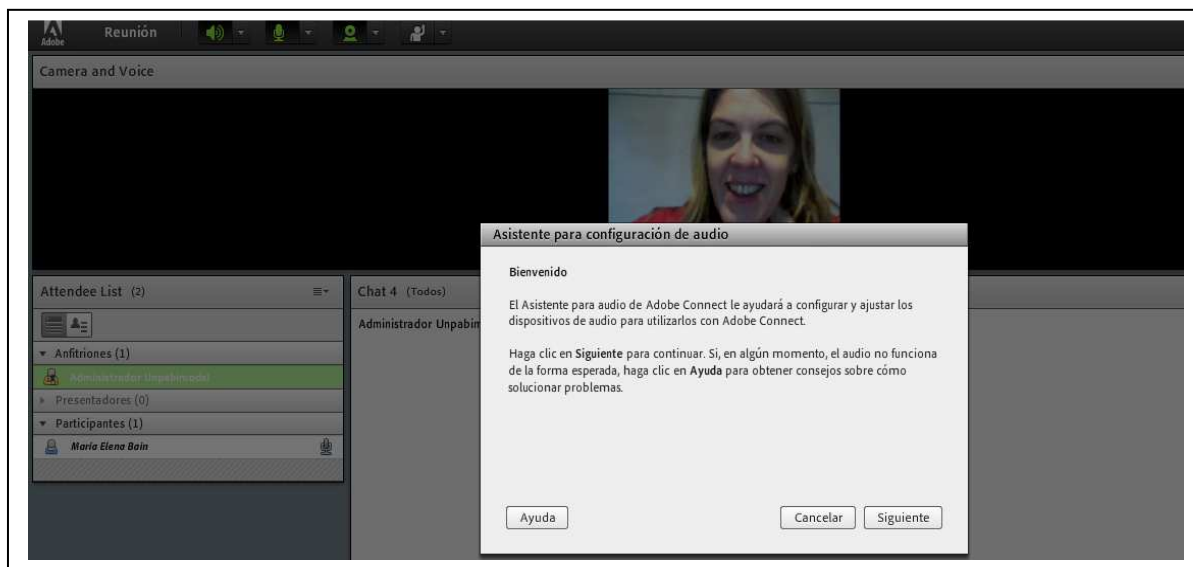 Adobe
Reunión
Camera and Voice
Attendee List (2)
Anfitriones (1)
Administrador
Presentadores (0)
Participantes (1)
María Elena Bain
Chat 4 (Todos)
Administrador Unpabim
Asistente para configuración de audio
Bienvenido
El Asistente para audio de Adobe Connect le ayudará a configurar y ajustar los
dispositivos de audio para utilizarlos con Adobe Connect.
Haga clic en Siguiente para continuar. Si, en algún momento, el audio no funciona
de la forma esperada, haga clic en Ayuda para obtener consejos sobre cómo
solucionar problemas.
Ayuda
Cancelar
Siguiente